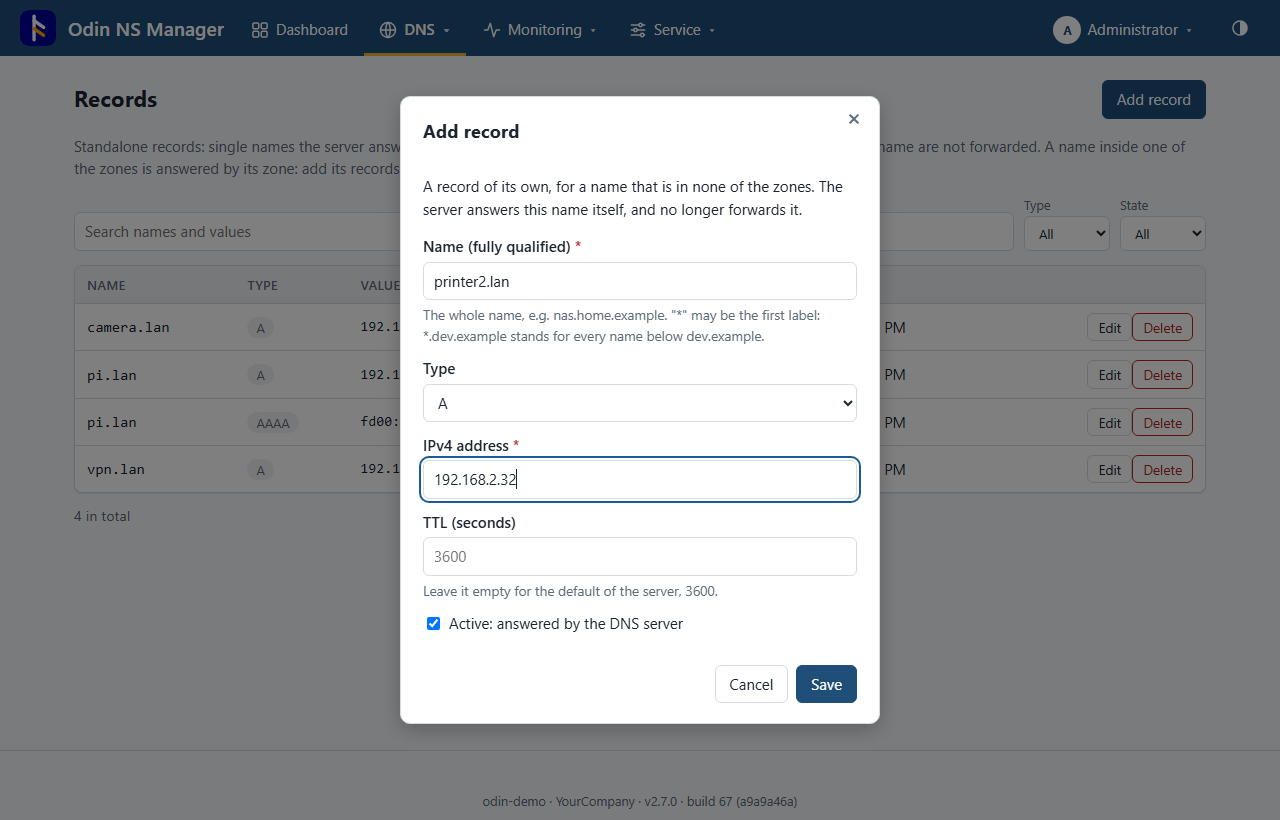 Odin NS Manager
Dashboard
DNS
Monitoring
Service
A
Administrator
Records
Add record
Standalone records: single names the server answ
name are not forwarded. A name inside one of
the zones is answered by its zone: add its records
Search names and values
Type
All
State
All
NAME
TYPE
VALUE
camera.lan
A
192.1
PM
Edit
Delete
pi.lan
A
192.1
PM
Edit
Delete
pi.lan
AAAA
fd00:
PM
Edit
Delete
vpn.lan
A
192.1
PM
Edit
Delete
4 in total
Add record
×
A record of its own, for a name that is in none of the zones. The
server answers this name itself, and no longer forwards it.
Name (fully qualified) *
printer2.lan
The whole name, e.g. nas.home.example. "*" may be the first label:
*.dev.example stands for every name below dev.example.
Type
A
IPv4 address *
192.168.2.32
TTL (seconds)
3600
Leave it empty for the default of the server, 3600.
Active: answered by the DNS server
Cancel
Save
odin-demo · YourCompany · v2.7.0 · build 67 (a9a9a46a)